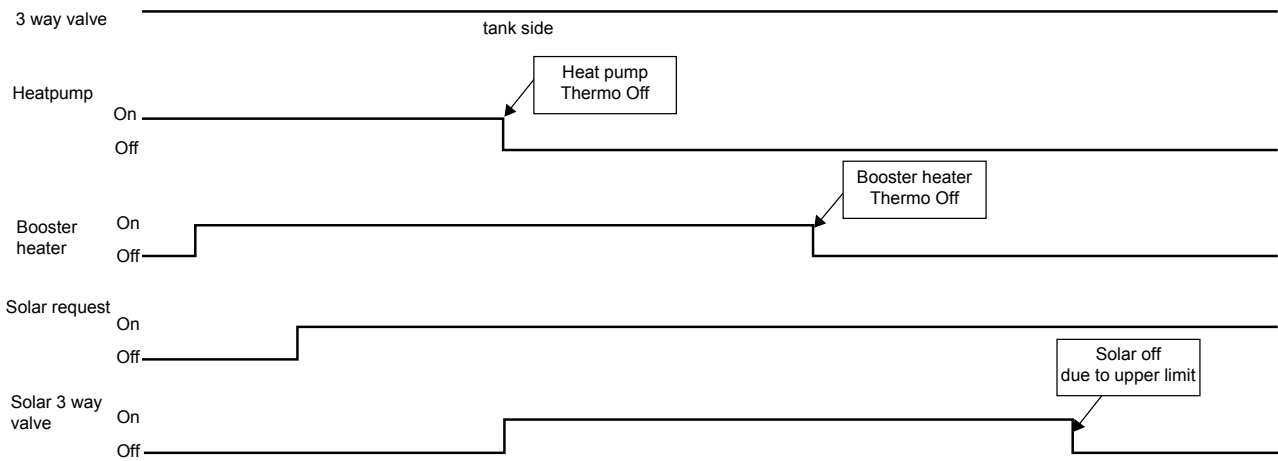 3 way valve
tank side
Heat pump
Thermo Off
Heatpump
On
Off
Booster heater
Thermo Off
Booster
heater
On
Off
Solar request
On
Off
Solar off
due to upper limit
Solar 3 way
valve
On
Off